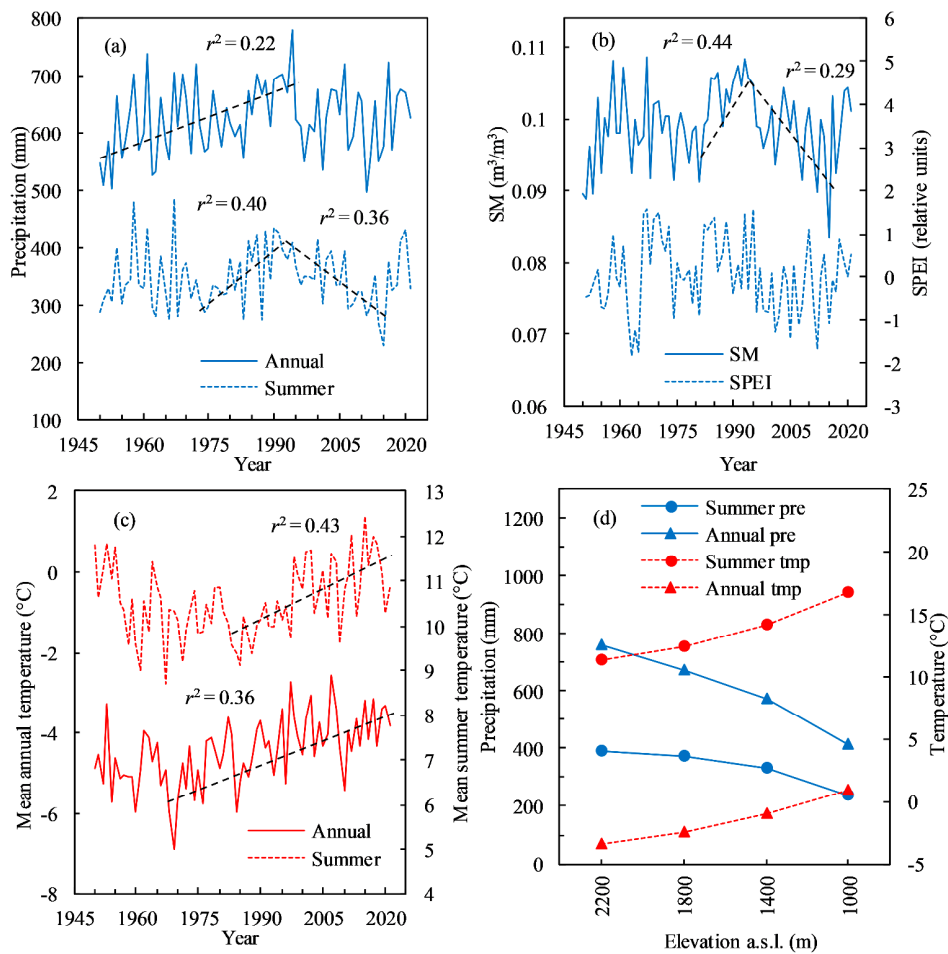 (a)
r² = 0.22
r² = 0.40
r² = 0.36
Precipitation (mm)
800
700
600
500
400
300
200
100
Annual
Summer
1945 1960 1975 1990 2005 2020
Year
(b)
r² = 0.44
r² = 0.29
SM (m³/m³)
0.11
0.1
0.09
0.08
0.07
0.06
SPEI (relative units)
6
5
4
3
2
1
0
-1
-2
-3
SM
SPEI
1945 1960 1975 1990 2005 2020
Year
(c)
r² = 0.43
r² = 0.36
Mean annual temperature (°C)
2
0
-2
-4
-6
-8
Mean summer temperature (°C)
13
12
11
10
9
8
7
6
5
4
Annual
Summer
1945 1960 1975 1990 2005 2020
Year
(d)
Summer pre
Annual pre
Summer tmp
Annual tmp
Precipitation (mm)
1200
1000
800
600
400
200
0
Temperature (°C)
25
20
15
10
5
0
-5
2200 1800 1400 1000
Elevation a.s.l. (m)